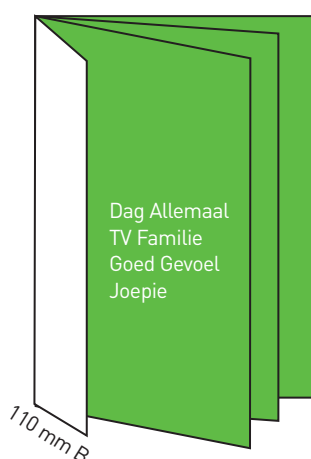 Dag Allemaal
TV Familie
Goed Gevoel
Joepie
110 mm B